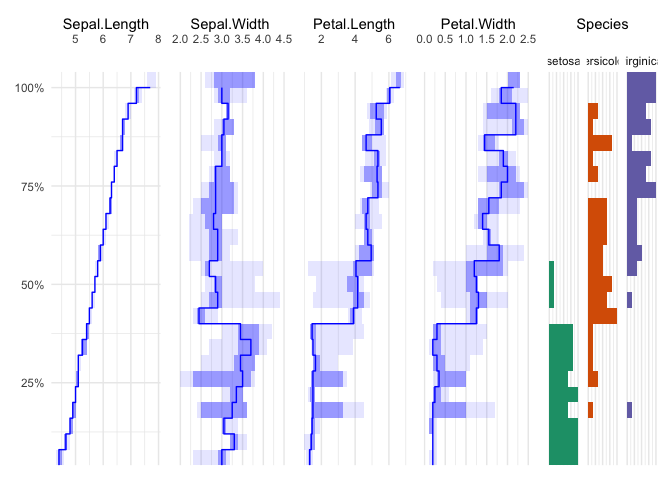 Sepal.Length Sepal.Width Petal.Length Petal.Width Species
5 6 7 8 2.0 2.5 3.0 3.5 4.0 4.5 2 4 6 0.0 0.5 1.0 1.5 2.0 2.5
setosa ersicolo irginica
100%
75%
50%
25%